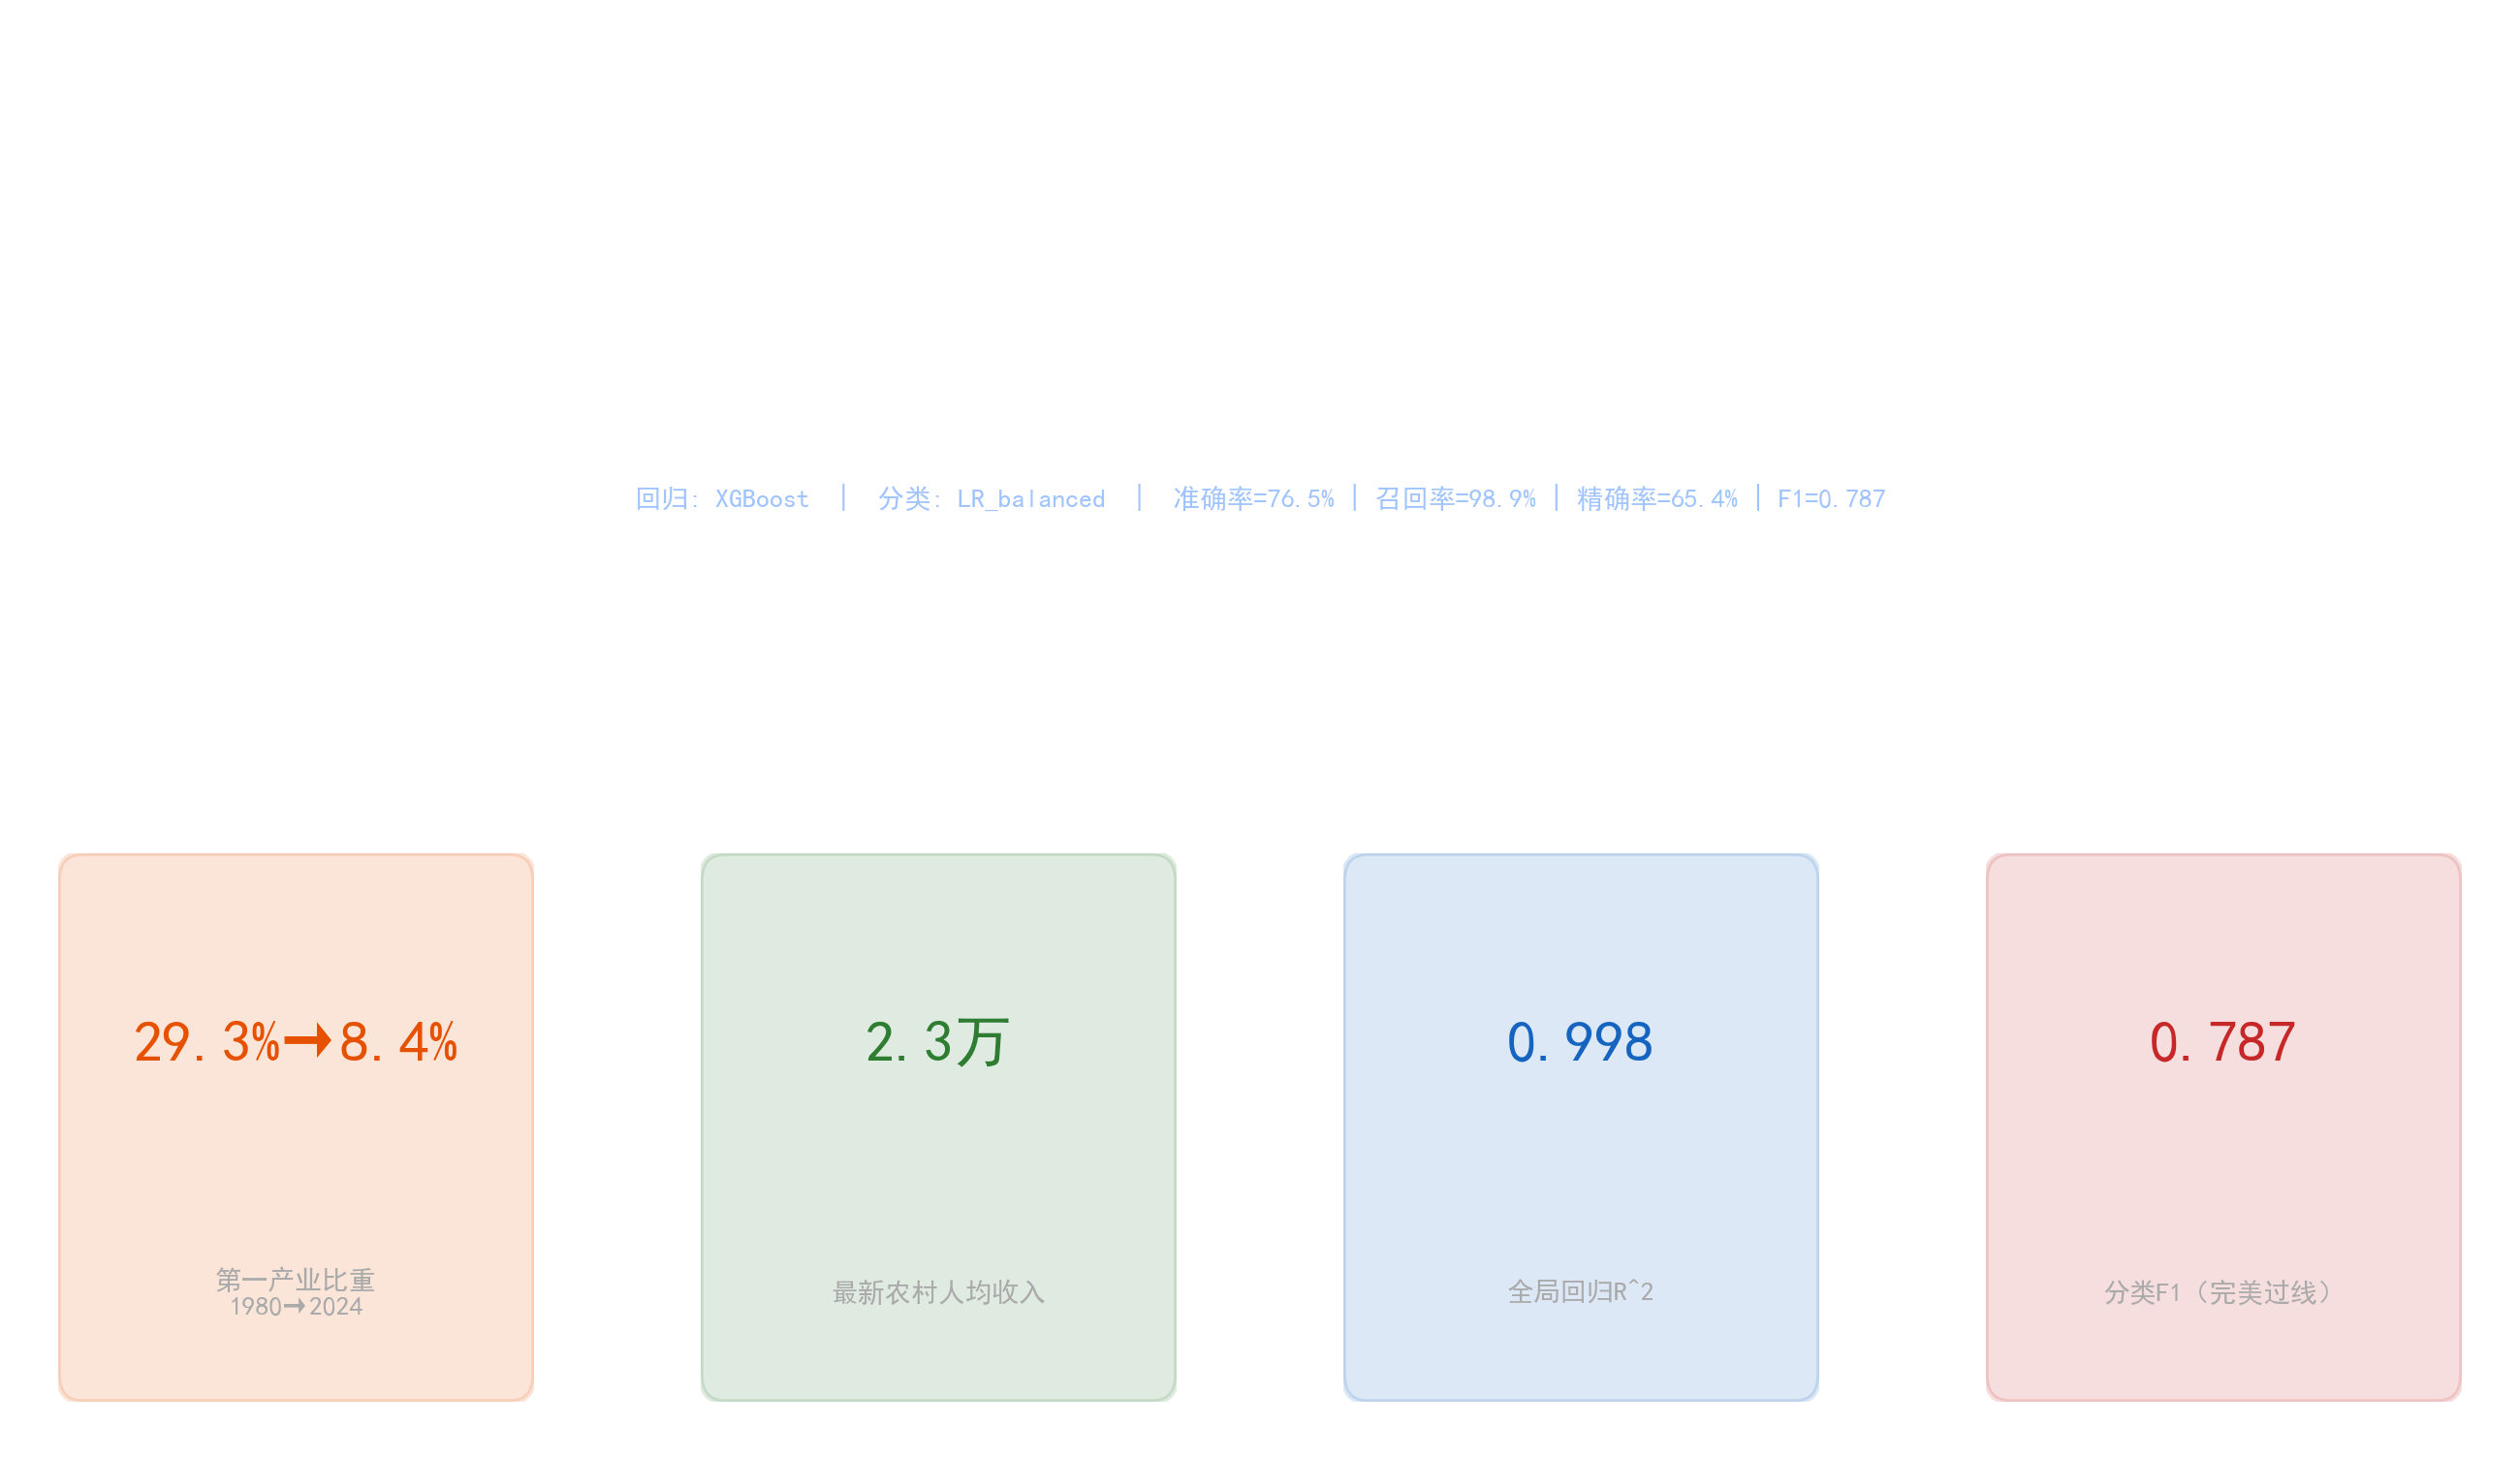 回归: XGBoost | 分类: LR_balanced | 准确率=76.5% | 召回率=98.9% | 精确率=65.4% | F1=0.787
29.3%→8.4%
第一产业比重
1980→2024
2.3万
最新农村人均收入
0.998
全局回归R^2
0.787
分类F1（完美过线）